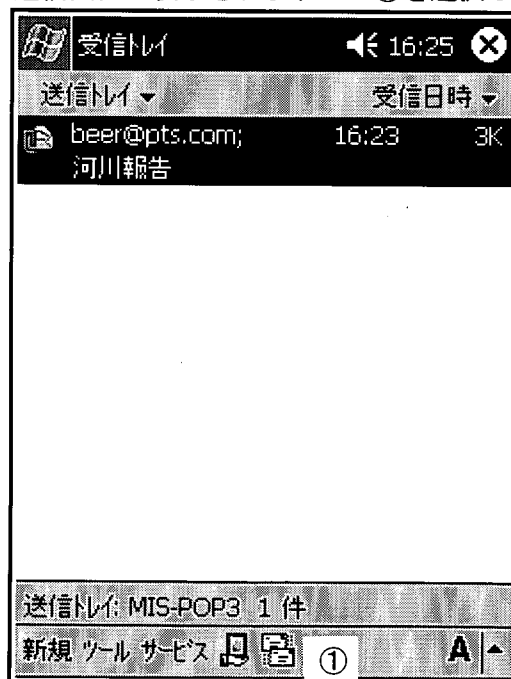 受信トレイ 16:25
送信トレイ 受信日時
beer@pts.com; 16:23 3K
河川報告
送信トレイ: MIS-POP3 1 件
新規 ツール サービス ① A